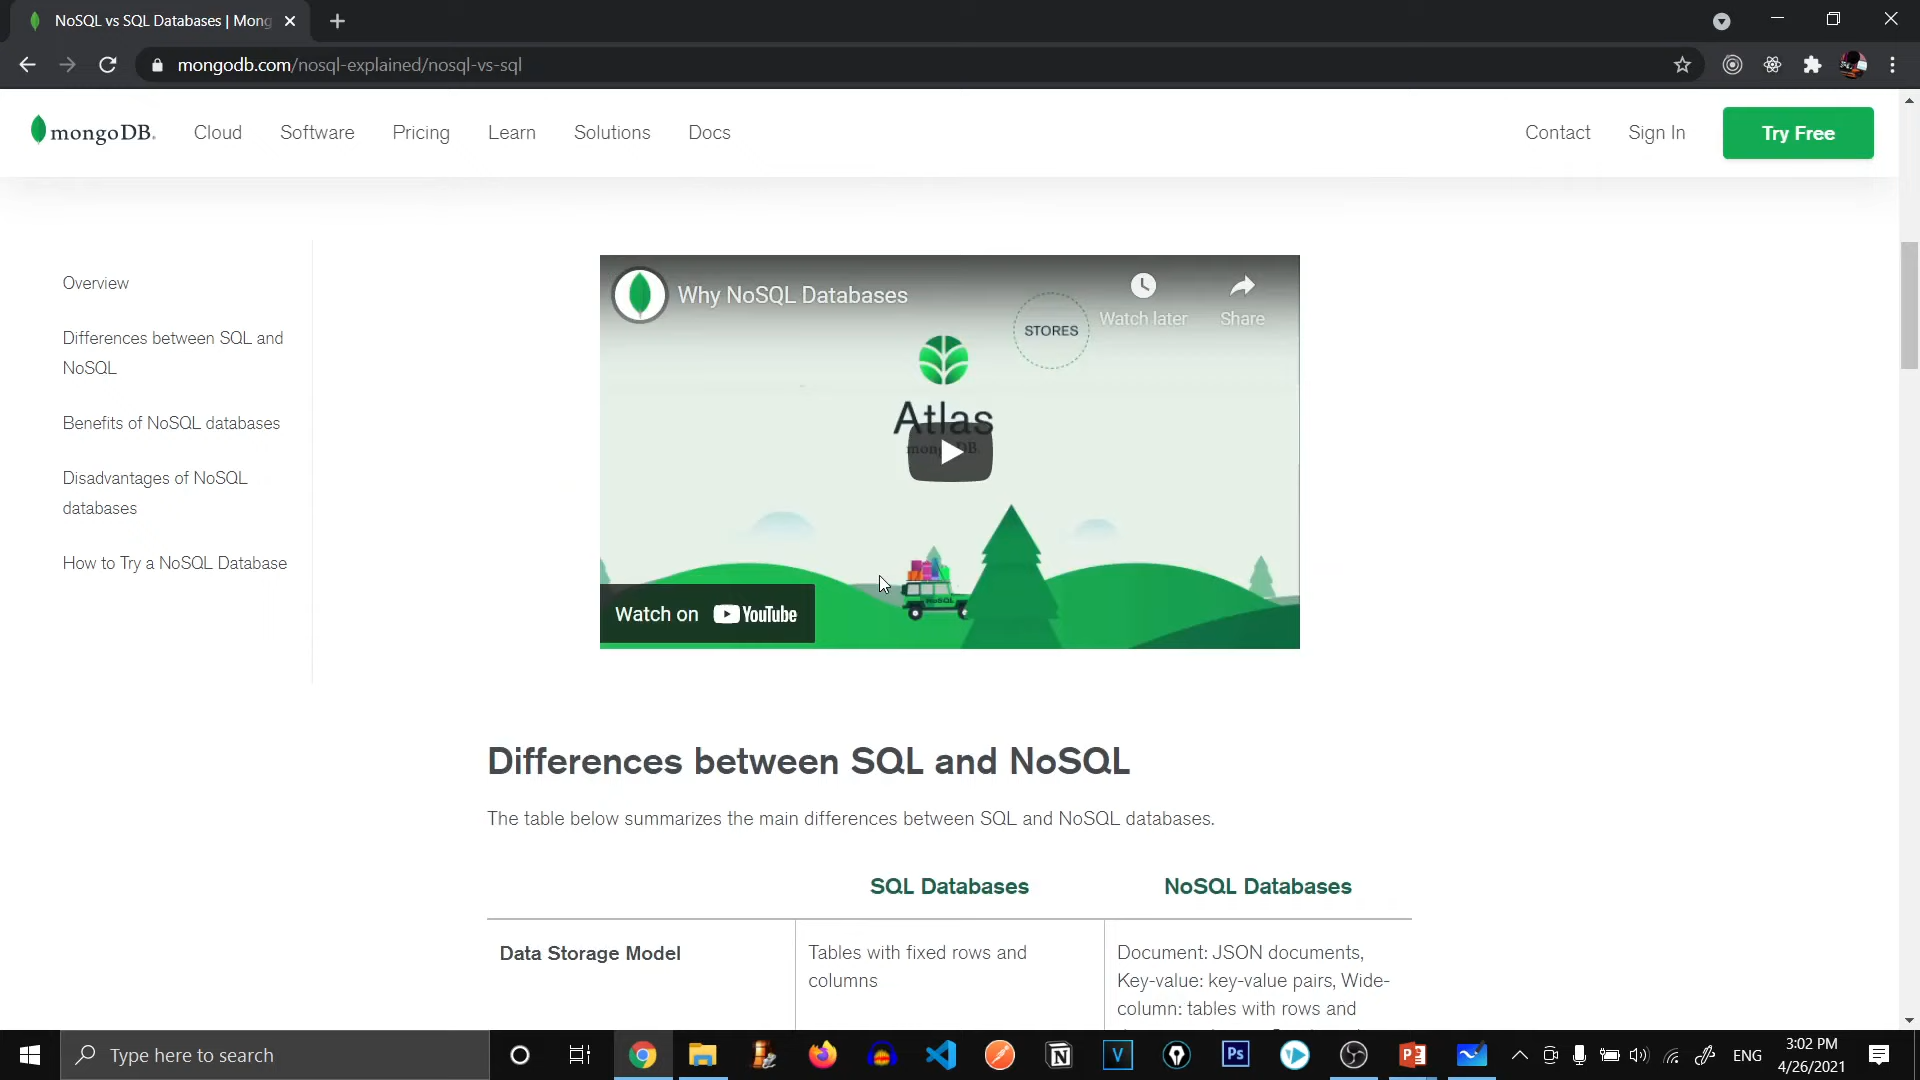 NoSQL vs SQL Databases | Mong
mongodb.com/nosql-explained/nosql-vs-sql
mongoDB.
Cloud
Software
Pricing
Learn
Solutions
Docs
Contact
Sign In
Try Free
Overview
Differences between SQL and
NoSQL
Benefits of NoSQL databases
Disadvantages of NoSQL
databases
How to Try a NoSQL Database
Why NoSQL Databases
Watch later
Share
STORES
Atlas
NoSQL
Watch on YouTube
Differences between SQL and NoSQL
The table below summarizes the main differences between SQL and NoSQL databases.
SQL Databases
NoSQL Databases
Data Storage Model
Tables with fixed rows and
columns
Document: JSON documents,
Key-value: key-value pairs, Wide-
column: tables with rows and
Type here to search
ENG
3:02 PM
4/26/2021